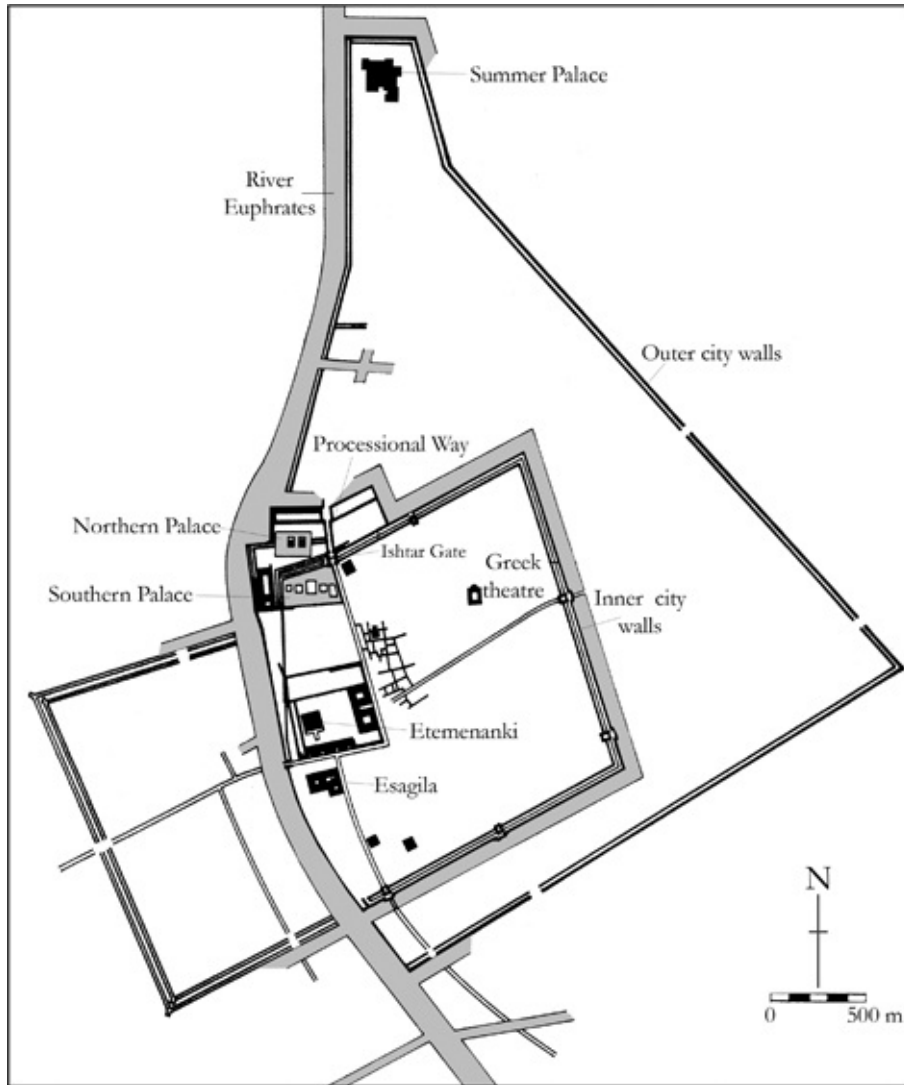 Summer Palace
River
Euphrates
Outer city walls
Processional Way
Northern Palace
Ishtar Gate
Greek
theatre
Southern Palace
Inner city
walls
Etemenanki
Esagila
N
0 500 m